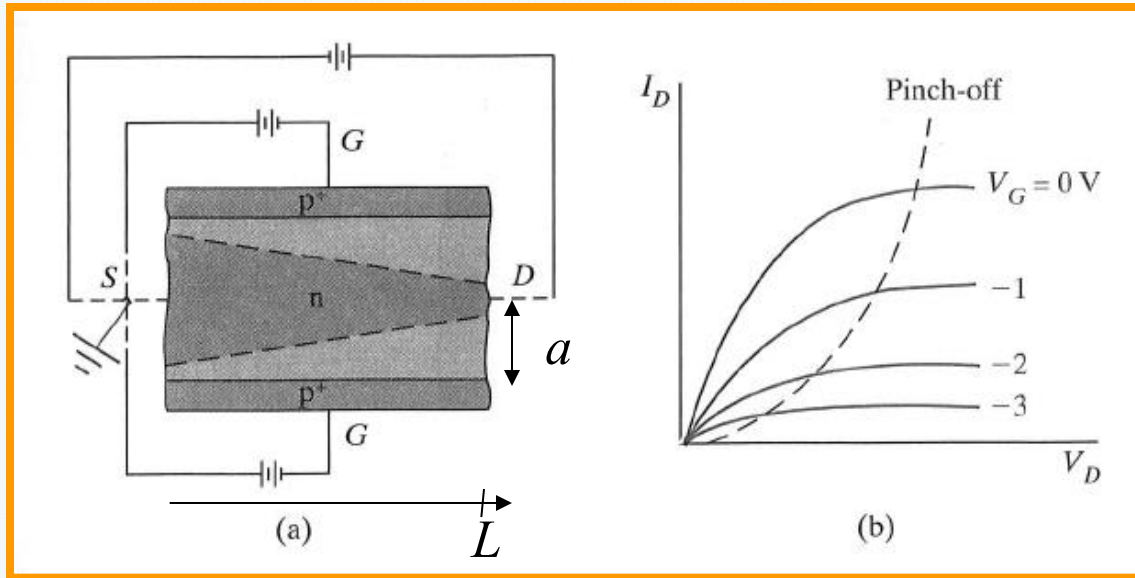 G
p⁺
S
D
n
a
p⁺
G
L
(a)
I_D
Pinch-off
V_G = 0 V
−1
−2
−3
V_D
(b)